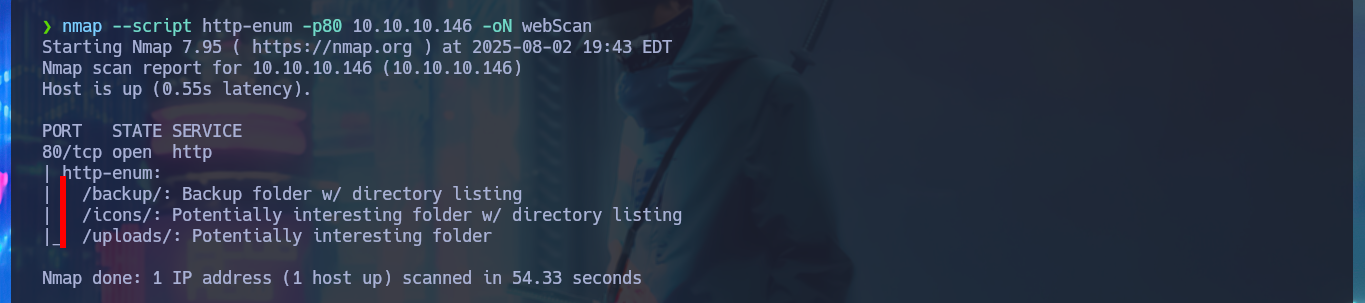 ❯ nmap --script http-enum -p80 10.10.10.146 -oN webScan
Starting Nmap 7.95 ( https://nmap.org ) at 2025-08-02 19:43 EDT
Nmap scan report for 10.10.10.146 (10.10.10.146)
Host is up (0.55s latency).
PORT   STATE SERVICE
80/tcp open  http
| http-enum:
|   /backup/: Backup folder w/ directory listing
|   /icons/: Potentially interesting folder w/ directory listing
|_  /uploads/: Potentially interesting folder
Nmap done: 1 IP address (1 host up) scanned in 54.33 seconds